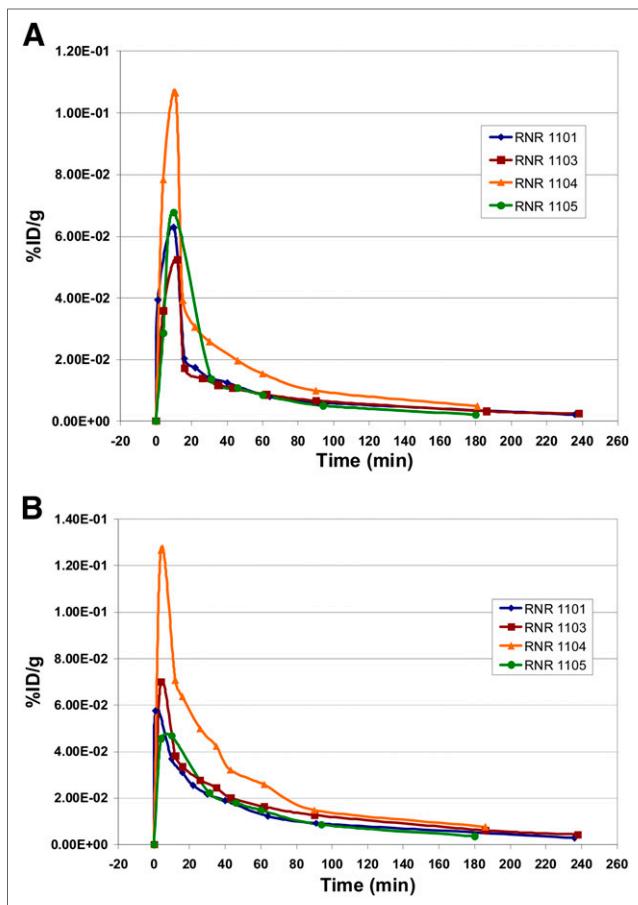 A
1.20E-01
1.00E-01
8.00E-02
6.00E-02
4.00E-02
2.00E-02
0.00E+00
%ID/g
RNR 1101
RNR 1103
RNR 1104
RNR 1105
-20 0 20 40 60 80 100 120 140 160 180 200 220 240 260
Time (min)
B
1.40E-01
1.20E-01
1.00E-01
8.00E-02
6.00E-02
4.00E-02
2.00E-02
0.00E+00
%ID/g
RNR 1101
RNR 1103
RNR 1104
RNR 1105
-20 0 20 40 60 80 100 120 140 160 180 200 220 240 260
Time (min)